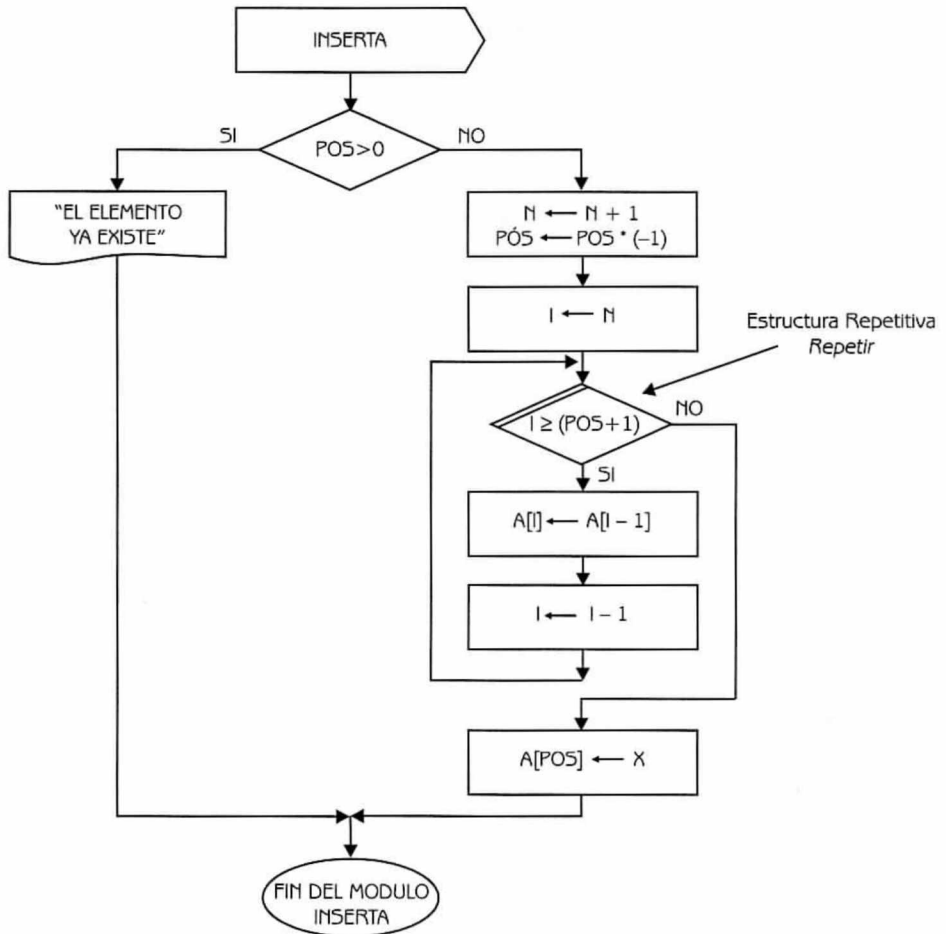 INSERTA
SI
POS>0
NO
"EL ELEMENTO
YA EXISTE"
N ← N + 1
PÓS ← POS * (−1)
I ← N
Estructura Repetitiva
Repetir
I ≥ (POS+1)
NO
SI
A[I] ← A[I − 1]
I ← I − 1
A[POS] ← X
FIN DEL MODULO
INSERTA